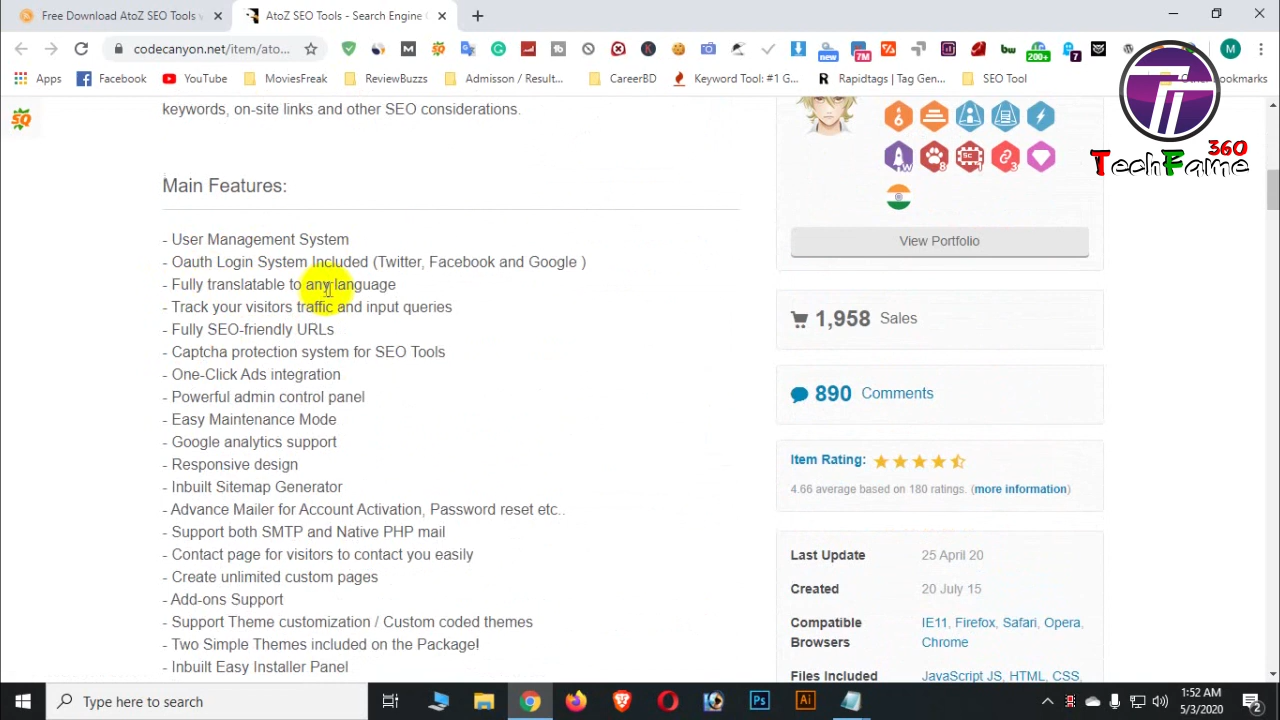 Free Download AtoZ SEO Tools v
AtoZ SEO Tools - Search Engine O
codecanyon.net/item/ato...
new
7M
bw
200+
7
M
Apps
Facebook
YouTube
MoviesFreak
ReviewBuzz
Admisson / Result...
CareerBD
Keyword Tool: #1 G...
Rapidtags | Tag Gen...
SEO Tool
Other bookmarks
360
TechFame
keywords, on-site links and other SEO considerations.
Main Features:
- User Management System
- Oauth Login System Included (Twitter, Facebook and Google )
- Fully translatable to any language
- Track your visitors traffic and input queries
- Fully SEO-friendly URLs
- Captcha protection system for SEO Tools
- One-Click Ads integration
- Powerful admin control panel
- Easy Maintenance Mode
- Google analytics support
- Responsive design
- Inbuilt Sitemap Generator
- Advance Mailer for Account Activation, Password reset etc..
- Support both SMTP and Native PHP mail
- Contact page for visitors to contact you easily
- Create unlimited custom pages
- Add-ons Support
- Support Theme customization / Custom coded themes
- Two Simple Themes included on the Package!
- Inbuilt Easy Installer Panel
View Portfolio
1,958 Sales
890 Comments
Item Rating:
4.66 average based on 180 ratings. (more information)
Last Update 25 April 20
Created 20 July 15
Compatible Browsers IE11, Firefox, Safari, Opera, Chrome
Files Included JavaScript JS, HTML, CSS,
Type here to search
1:52 AM
5/3/2020
2